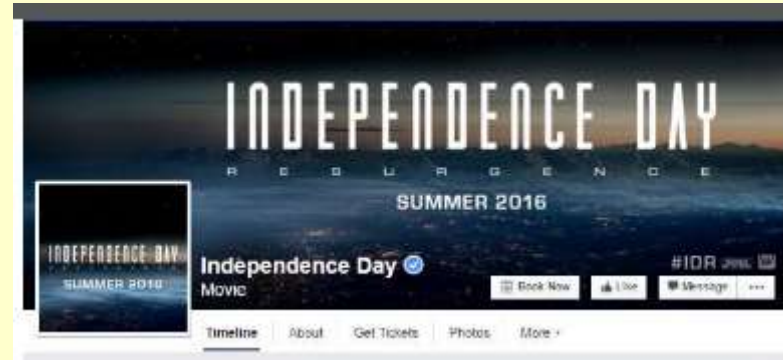 INDEPENDENCE DAY
RESURGENCE
SUMMER 2016
INDEPENDENCE DAY
SUMMER 2016
Independence Day
Movie
#IDR
Book Now
Like
Message
Timeline
About
Get Tickets
Photos
More